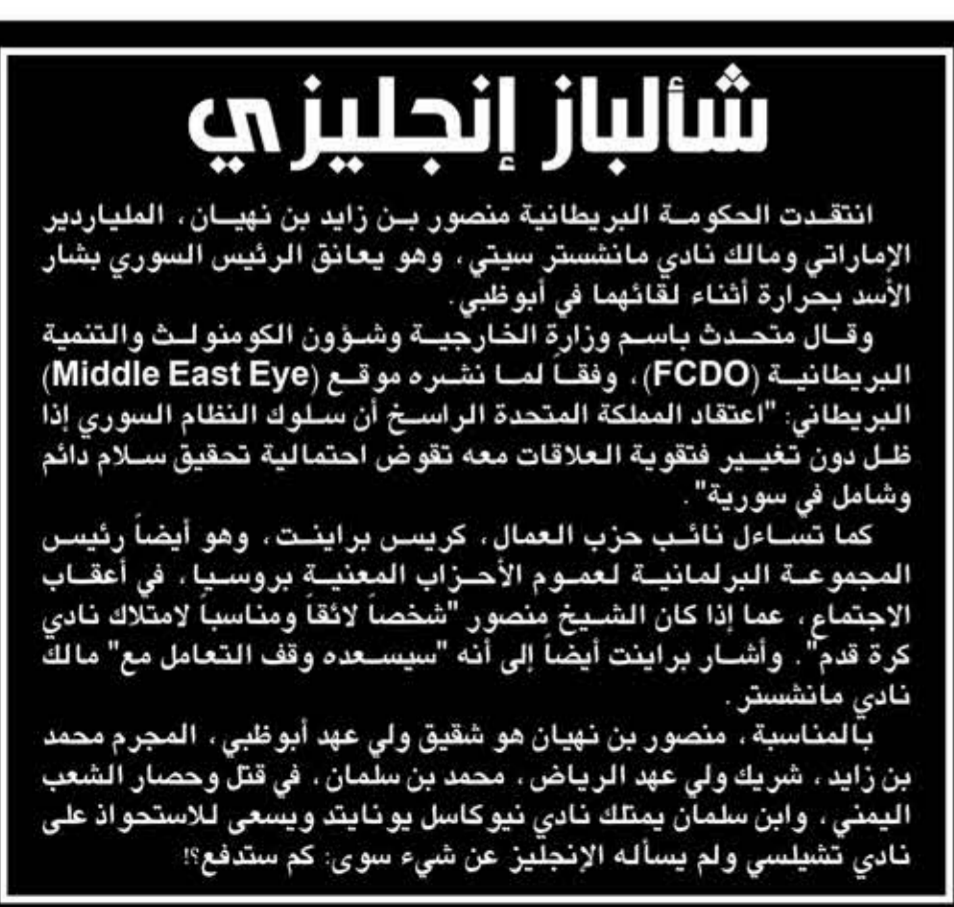 شألباز إنجليزي
انتقدت الحكومة البريطانية منصور بن زايد بن نهيان، الملياردير
الإماراتي ومالك نادي مانشستر سيتي، وهو يعانق الرئيس السوري بشار
الأسد بحرارة أثناء لقائهما في أبوظبي.
وقال متحدث باسم وزارة الخارجية وشؤون الكومنولث والتنمية
البريطانية (FCDO)، وفقاً لما نشره موقع (Middle East Eye)
البريطاني: "اعتقاد المملكة المتحدة الراسخ أن سلوك النظام السوري إذا
ظل دون تغيير فتقوية العلاقات معه تقوض احتمالية تحقيق سلام دائم
وشامل في سورية".
كما تساءل نائب حزب العمال، كريس براينت، وهو أيضاً رئيس
المجموعة البرلمانية لعموم الأحزاب المعنية بروسيا، في أعقاب
الاجتماع، عما إذا كان الشيخ منصور "شخصاً لائقاً ومناسباً لامتلاك نادي
كرة قدم". وأشار براينت أيضاً إلى أنه "سيسعده وقف التعامل مع" مالك
نادي مانشستر.
بالمناسبة، منصور بن نهيان هو شقيق ولي عهد أبوظبي، المجرم محمد
بن زايد، شريك ولي عهد الرياض، محمد بن سلمان، في قتل وحصار الشعب
اليمني، وابن سلمان يمتلك نادي نيوكاسل يونايتد ويسعى للاستحواذ على
نادي تشيلسي ولم يسأله الإنجليز عن شيء سوى: كم ستدفع؟!